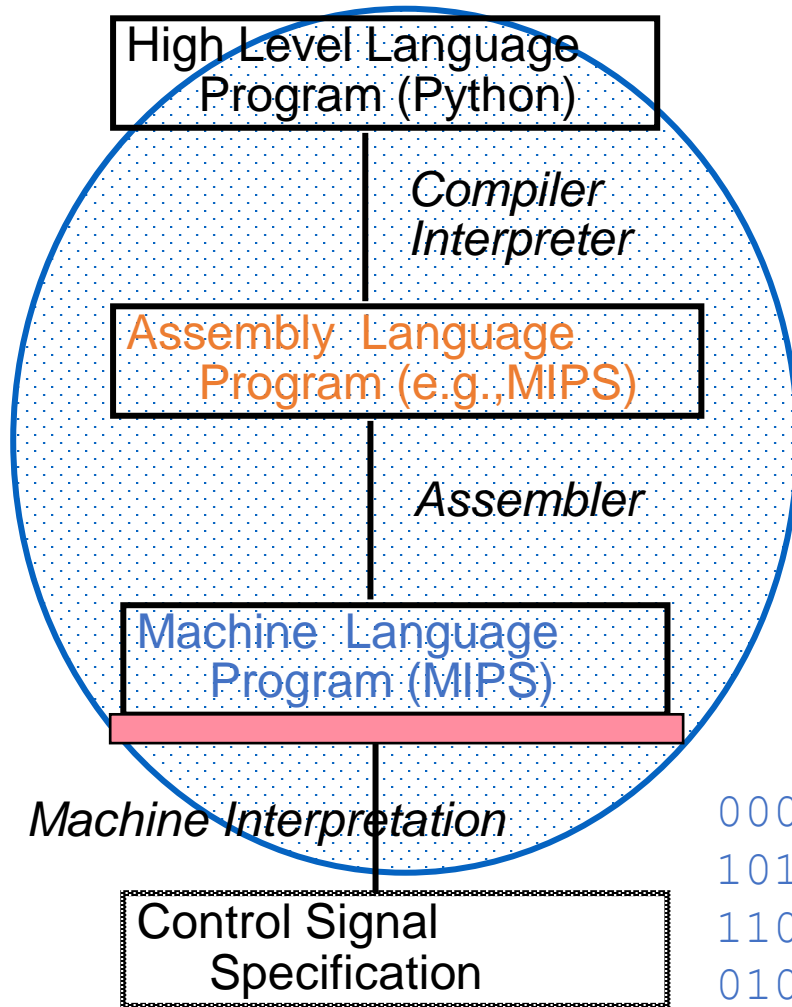 High Level Language
Program (Python)
Compiler
Interpreter
Assembly Language
Program (e.g.,MIPS)
Assembler
Machine Language
Program (MIPS)
Machine Interpretation
000
101
110
010
Control Signal
Specification